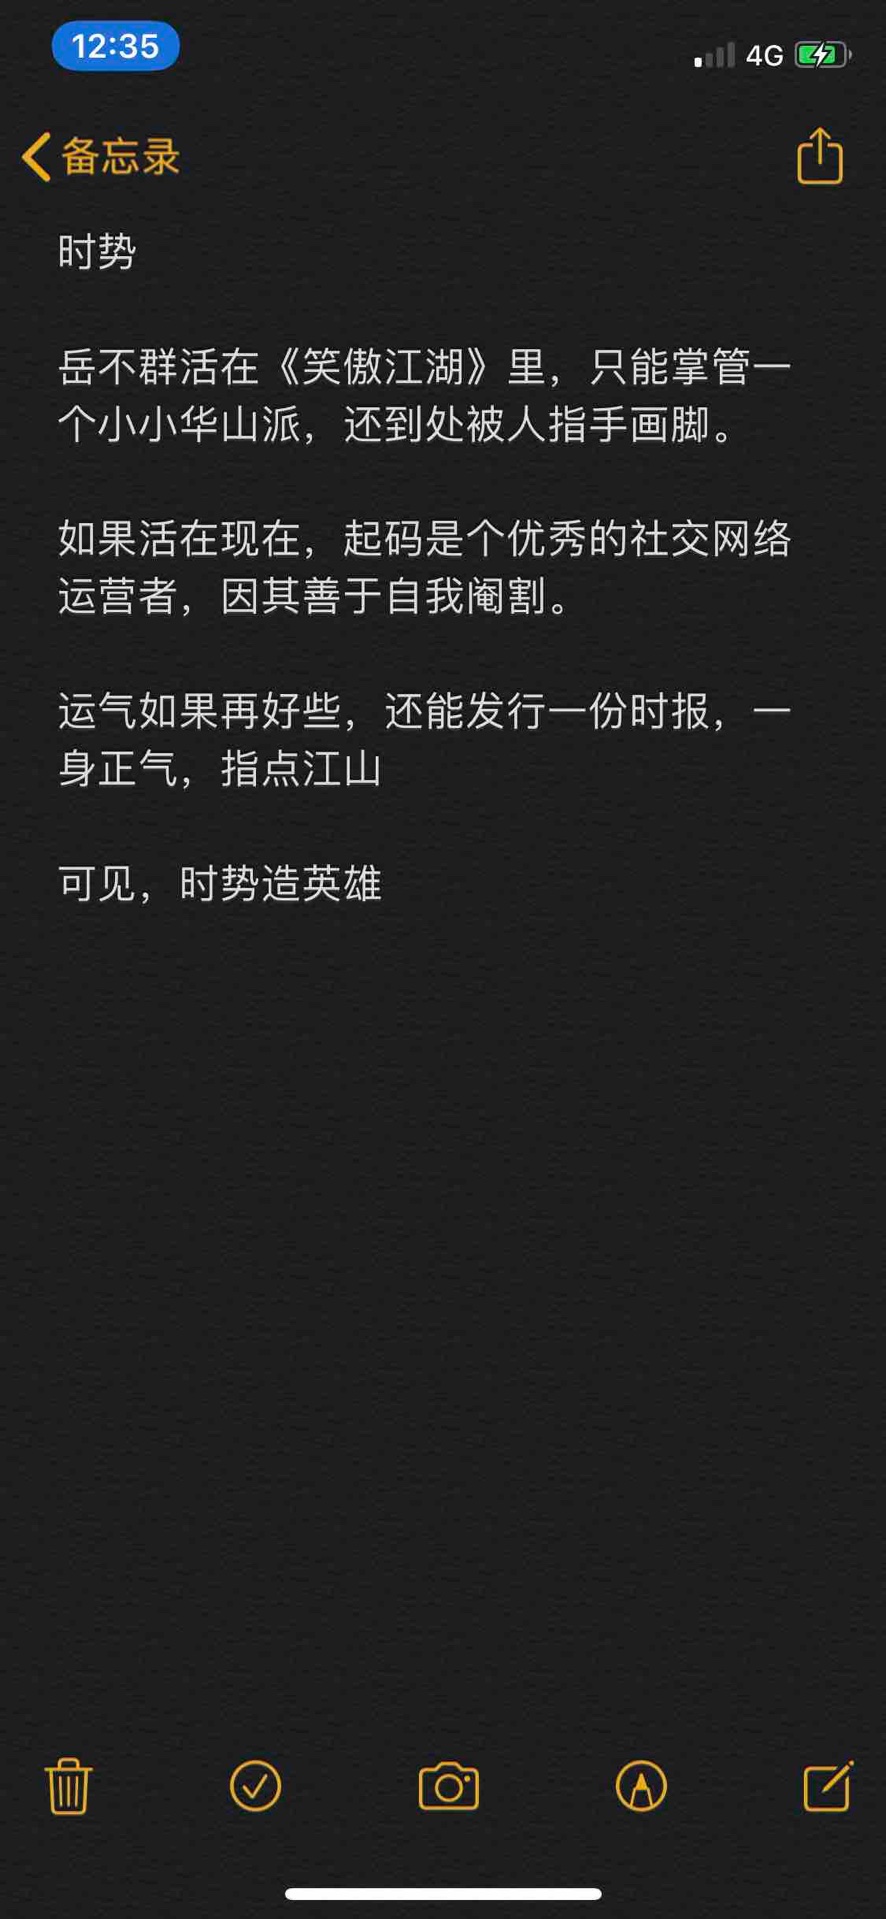 12:35
4G
备忘录
时势
岳不群活在《笑傲江湖》里，只能掌管一
个小小华山派，还到处被人指手画脚。
如果活在现在，起码是个优秀的社交网络
运营者，因其善于自我阉割。
运气如果再好些，还能发行一份时报，一
身正气，指点江山
可见，时势造英雄